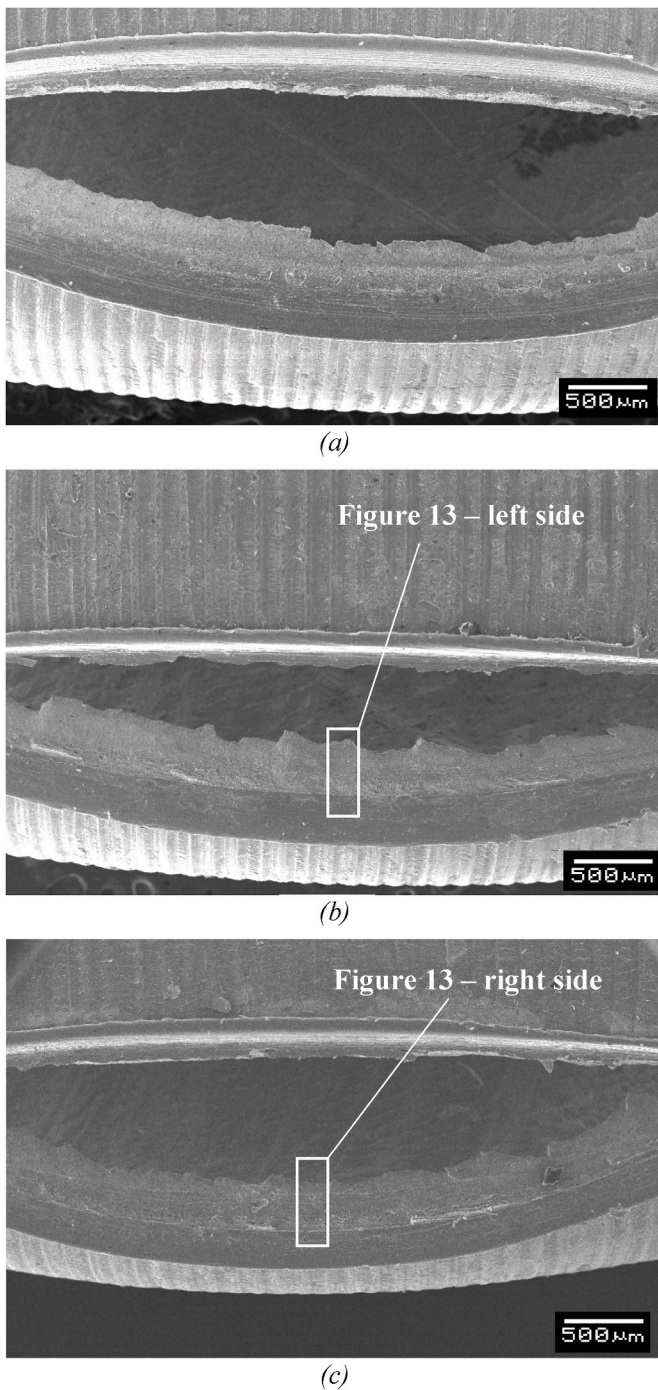 500μm
(a)
Figure 13 – left side
500μm
(b)
Figure 13 – right side
500μm
(c)